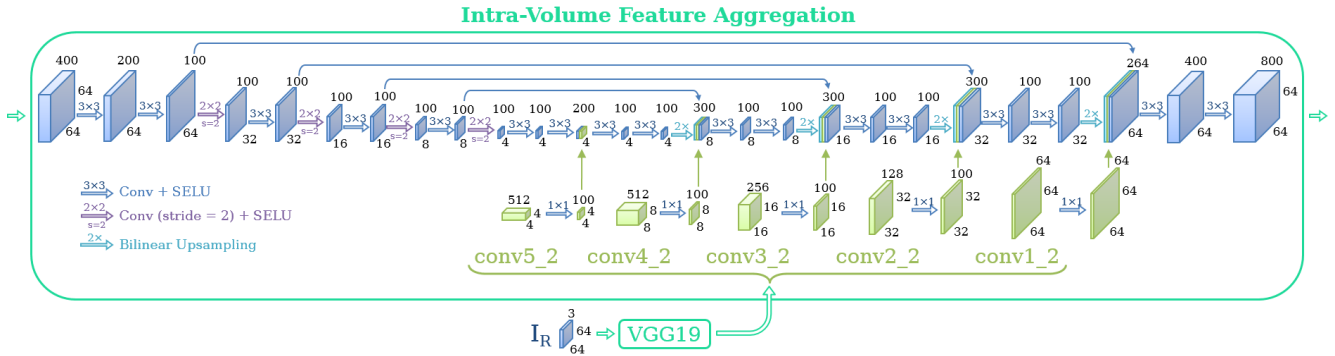 Intra-Volume Feature Aggregation
400 64 64 3×3 200 64 3×3 100 64 2×2 s=2 100 32 3×3 100 32 2×2 s=2 100 16 3×3 100 16 2×2 s=2 100 8 3×3 100 8 2×2 s=2 100 4 3×3 100 4 3×3 200 4 3×3 100 4 3×3 100 4 2× 300 8 3×3 100 8 3×3 100 8 2× 300 16 3×3 100 16 3×3 100 16 2× 300 32 3×3 100 32 3×3 100 32 2× 264 64 3×3 400 64 3×3 800 64 64
3×3 Conv + SELU
2×2 s=2 Conv (stride = 2) + SELU
2× Bilinear Upsampling
512 4 4 1×1 100 4 4
512 8 8 1×1 100 8 8
256 16 16 1×1 100 16 16
128 32 32 1×1 100 32 32
64 64 64 1×1 64 64 64
conv5_2 conv4_2 conv3_2 conv2_2 conv1_2
I_R 3 64 64 VGG19